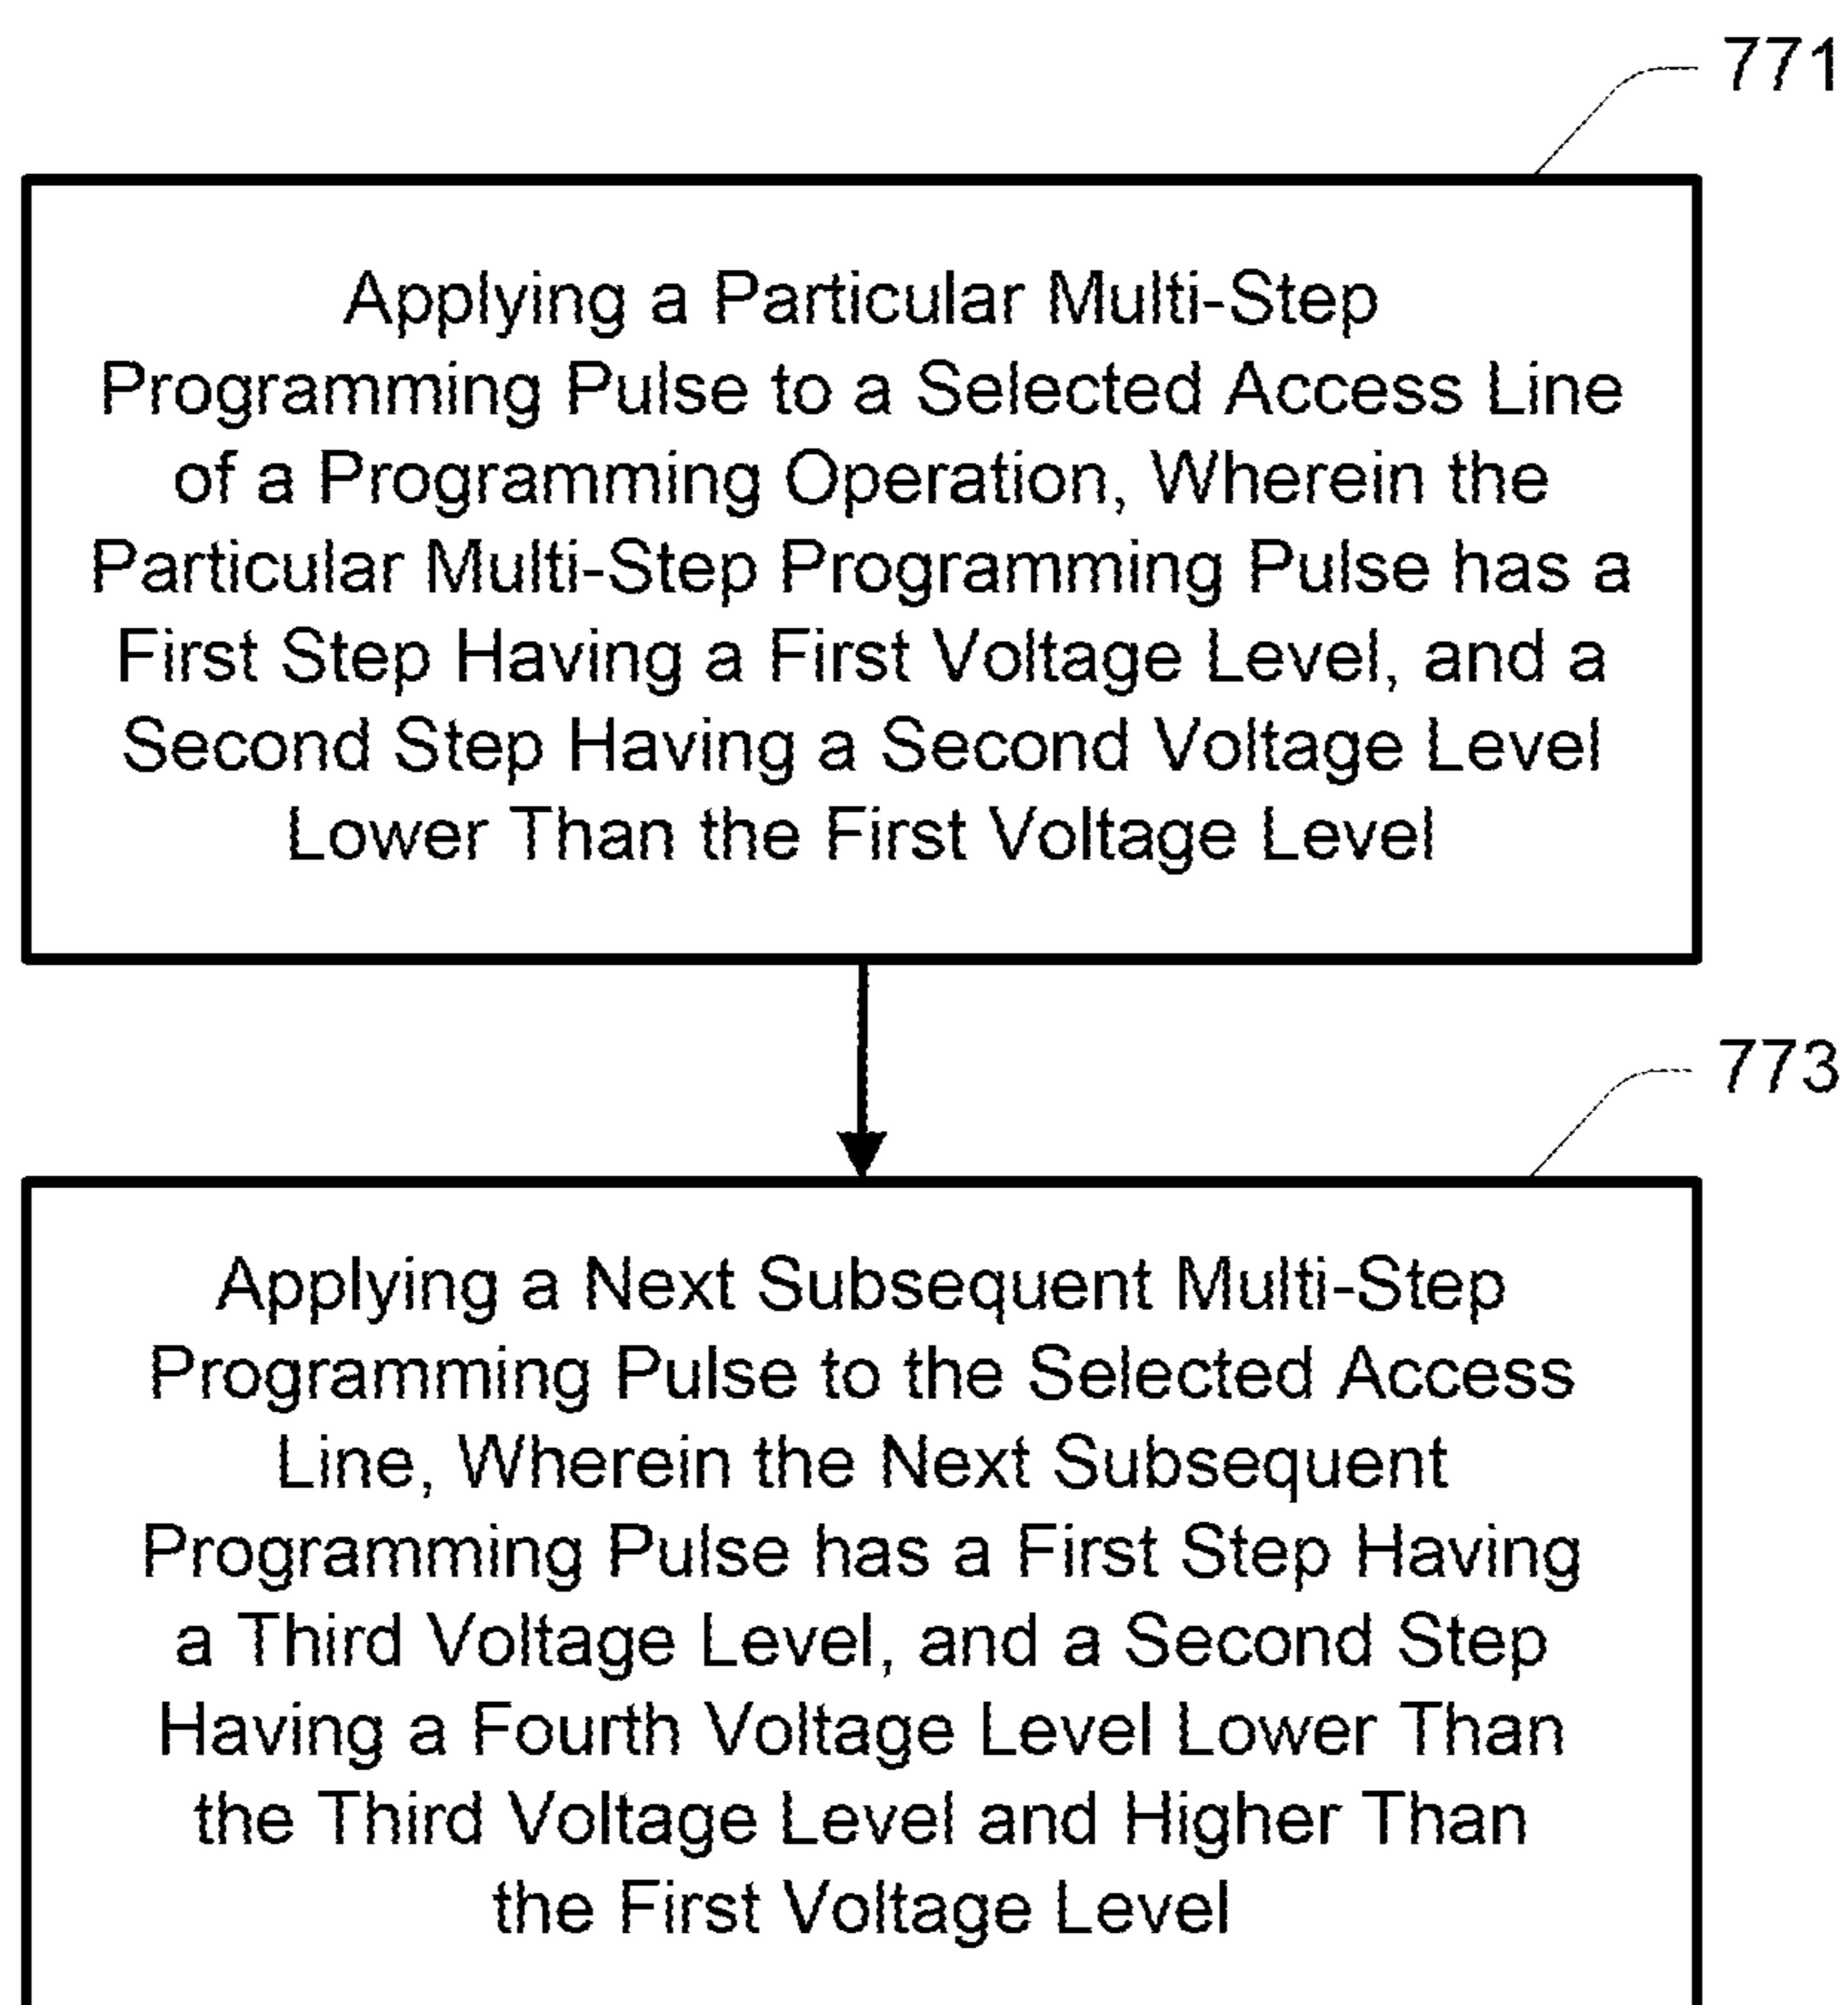 771
Applying a Particular Multi-Step
Programming Pulse to a Selected Access Line
of a Programming Operation, Wherein the
Particular Multi-Step Programming Pulse has a
First Step Having a First Voltage Level, and a
Second Step Having a Second Voltage Level
Lower Than the First Voltage Level
773
Applying a Next Subsequent Multi-Step
Programming Pulse to the Selected Access
Line, Wherein the Next Subsequent
Programming Pulse has a First Step Having
a Third Voltage Level, and a Second Step
Having a Fourth Voltage Level Lower Than
the Third Voltage Level and Higher Than
the First Voltage Level